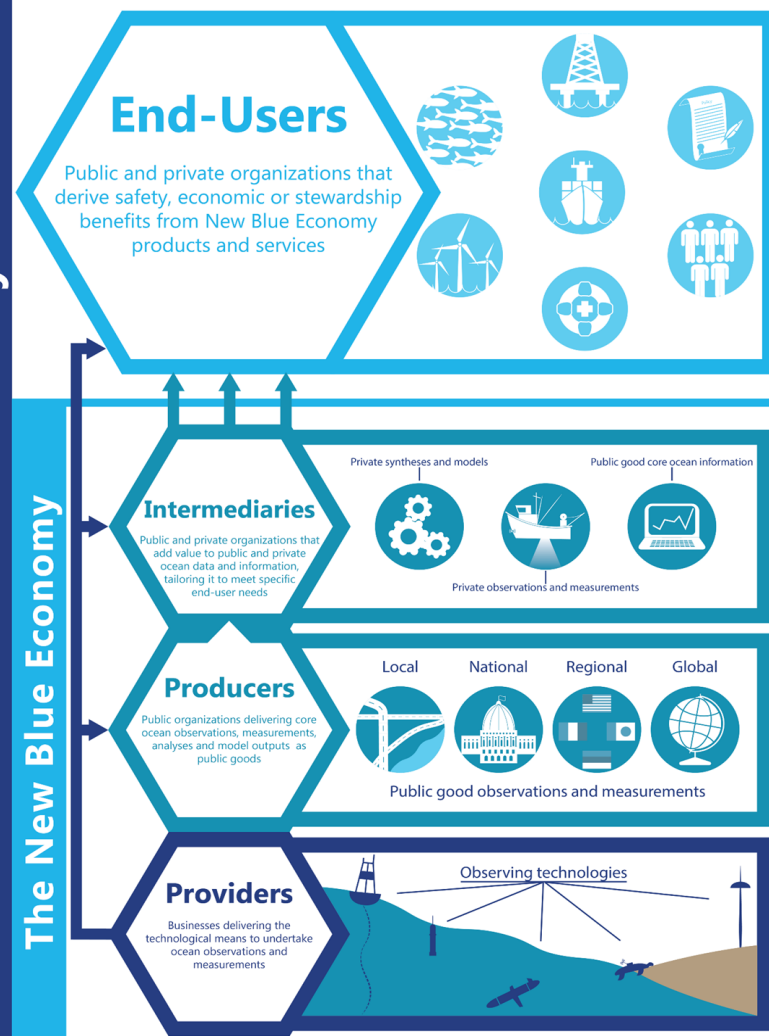 End-Users
Public and private organizations that
derive safety, economic or stewardship
benefits from New Blue Economy
products and services
The New Blue Economy
Intermediaries
Public and private organizations that
add value to public and private
ocean data and information,
tailoring it to meet specific
end-user needs
Private syntheses and models
Public good core ocean information
Private observations and measurements
Producers
Public organizations delivering core
ocean observations, measurements,
analyses and model outputs as
public goods
Local
National
Regional
Global
Public good observations and measurements
Providers
Businesses delivering the
technological means to undertake
ocean observations and
measurements
Observing technologies